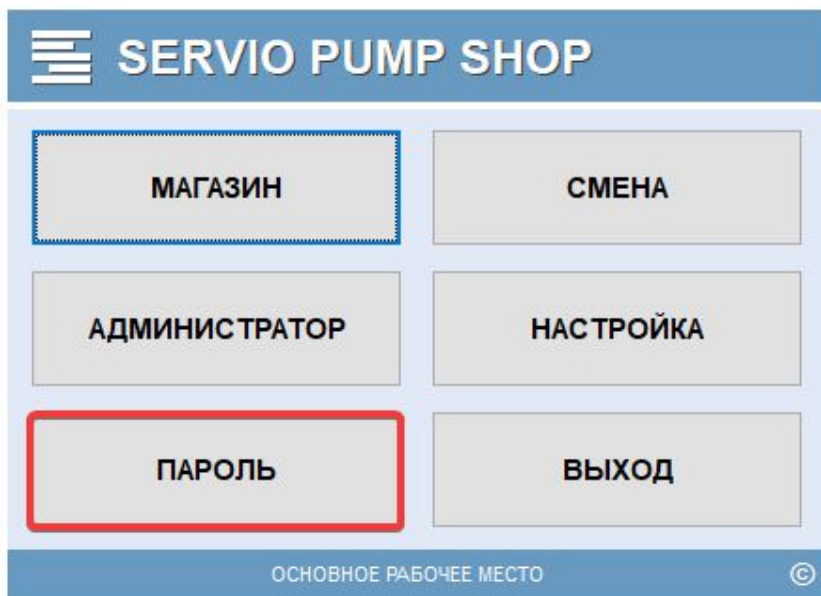 SERVIO PUMP SHOP
МАГАЗИН
СМЕНА
АДМИНИСТРАТОР
НАСТРОЙКА
ПАРОЛЬ
ВЫХОД
ОСНОВНОЕ РАБОЧЕЕ МЕСТО
©